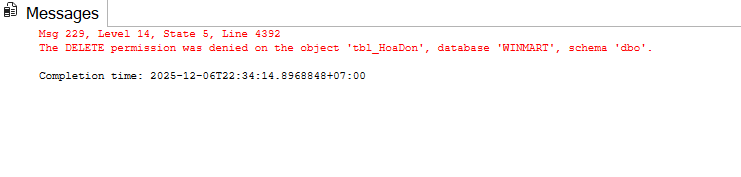 Messages
Msg 229, Level 14, State 5, Line 4392
The DELETE permission was denied on the object 'tbl_HoaDon', database 'WINMART', schema 'dbo'.
Completion time: 2025-12-06T22:34:14.8968848+07:00